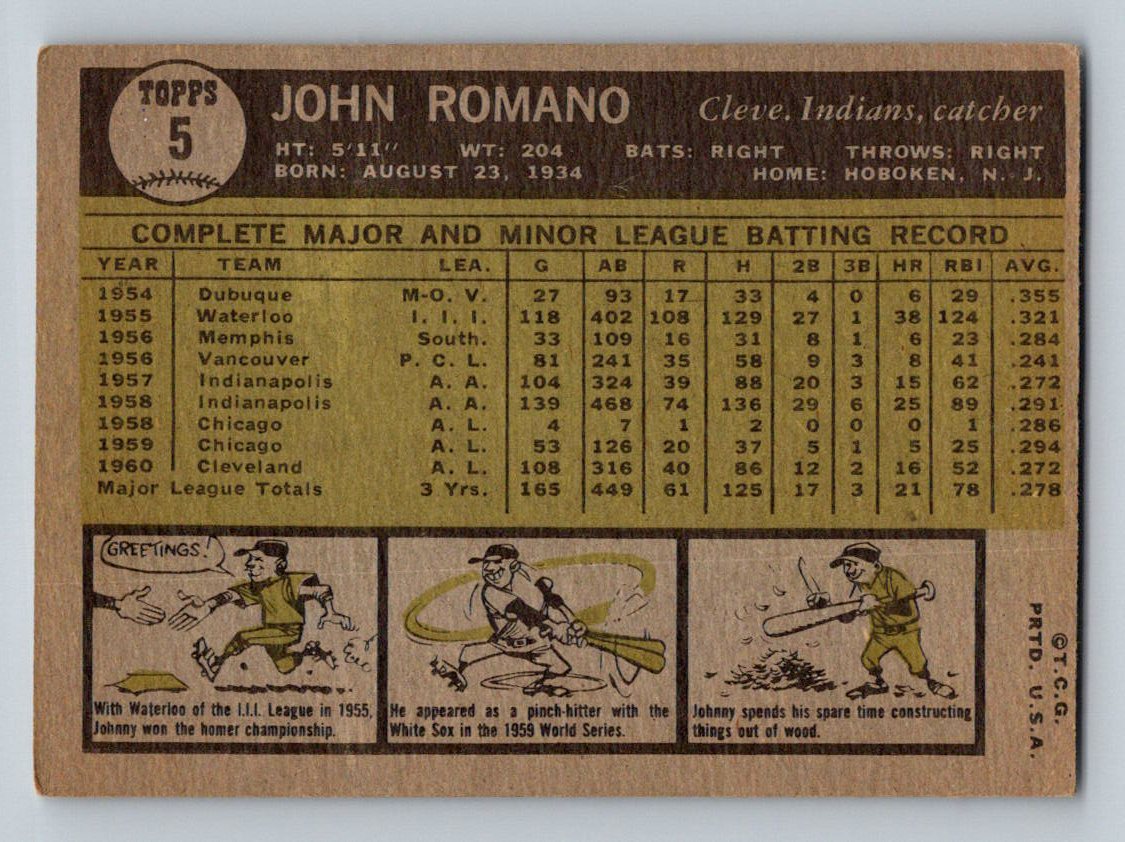 TOPPS
5
JOHN ROMANO Cleve. Indians, catcher
HT: 5'11" WT: 204 BATS: RIGHT THROWS: RIGHT
BORN: AUGUST 23, 1934 HOME: HOBOKEN, N. J.
COMPLETE MAJOR AND MINOR LEAGUE BATTING RECORD
YEAR TEAM LEA. G AB R H 2B 3B HR RBI AVG.
1954 Dubuque M-O. V. 27 93 17 33 4 0 6 29 .355
1955 Waterloo I. I. I. 118 402 108 129 27 1 38 124 .321
1956 Memphis South. 33 109 16 31 8 1 6 23 .284
1956 Vancouver P. C. L. 81 241 35 58 9 3 8 41 .241
1957 Indianapolis A. A. 104 324 39 88 20 3 15 62 .272
1958 Indianapolis A. A. 139 468 74 136 29 6 25 89 .291
1958 Chicago A. L. 4 7 1 2 0 0 0 1 .286
1959 Chicago A. L. 53 126 20 37 5 1 5 25 .294
1960 Cleveland A. L. 108 316 40 86 12 2 16 52 .272
Major League Totals 3 Yrs. 165 449 61 125 17 3 21 78 .278
GREETINGS!
With Waterloo of the I.I.I. League in 1955,
Johnny won the homer championship.
He appeared as a pinch-hitter with the
White Sox in the 1959 World Series.
Johnny spends his spare time constructing
things out of wood.
©T.C.G.
PRTD. U.S.A.